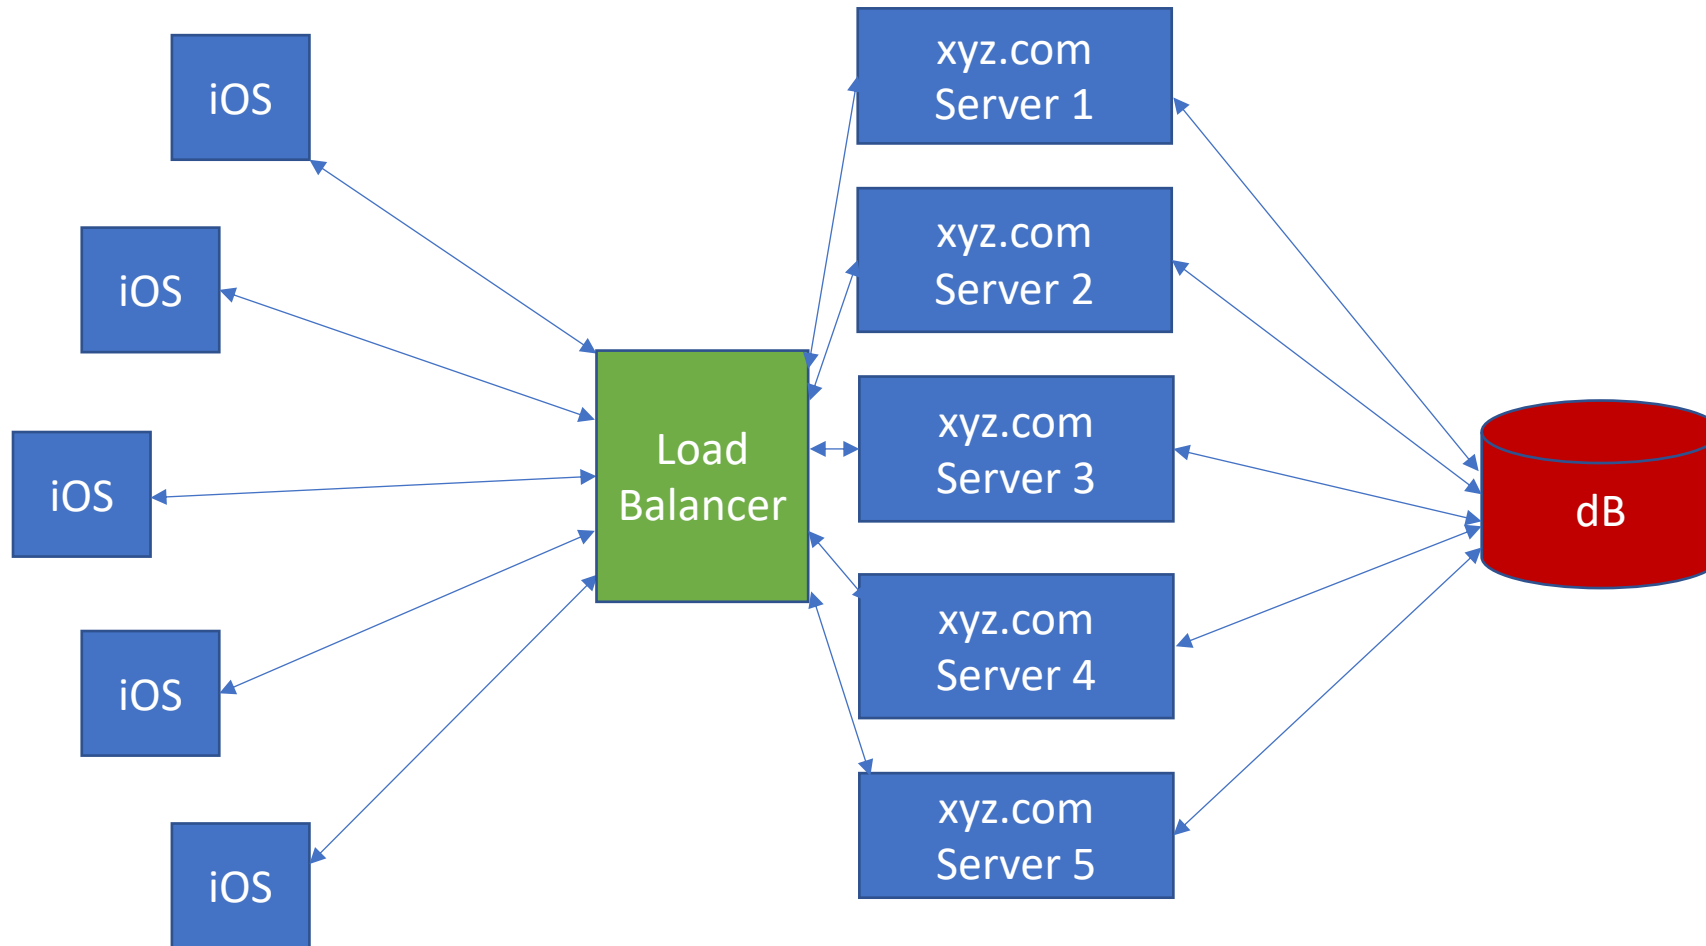 iOS
iOS
iOS
iOS
iOS
Load
Balancer
xyz.com
Server 1
xyz.com
Server 2
xyz.com
Server 3
xyz.com
Server 4
xyz.com
Server 5
dB